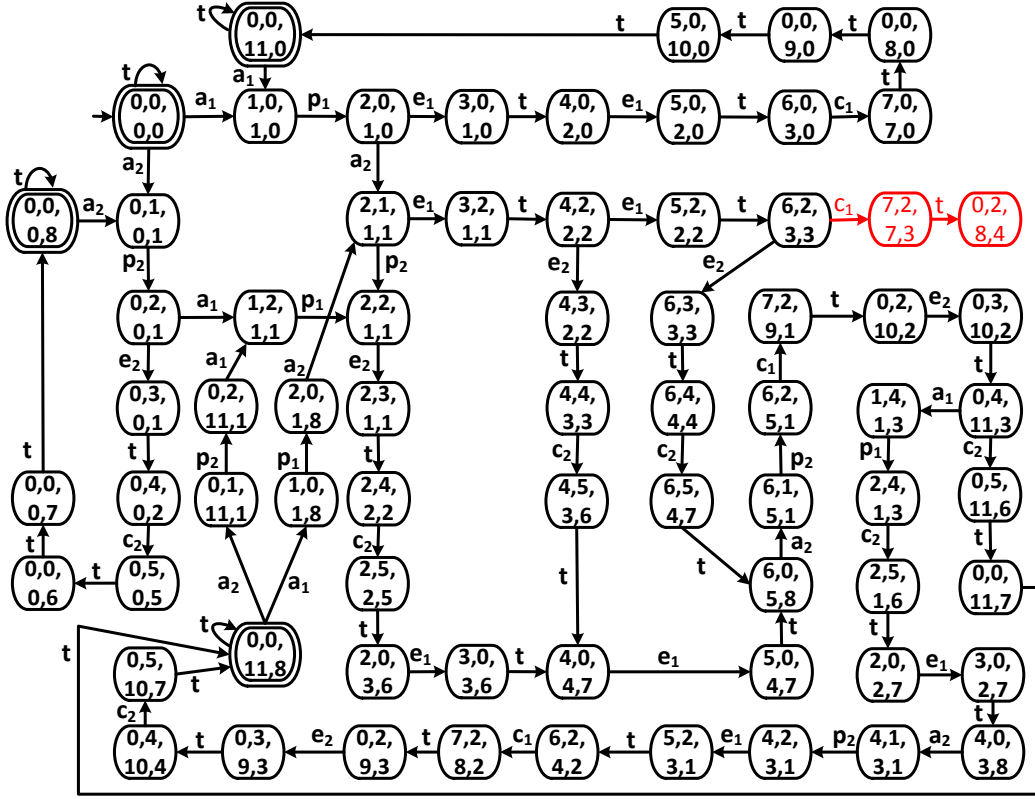 t
0,0,
11,0
t
5,0,
10,0
t
0,0,
9,0
t
0,0,
8,0
a₁
t
t
0,0,
0,0
a₁
1,0,
1,0
p₁
2,0,
1,0
e₁
3,0,
1,0
t
4,0,
2,0
e₁
5,0,
2,0
t
6,0,
3,0
c₁
7,0,
7,0
a₂
a₂
t
0,0,
0,8
a₂
0,1,
0,1
2,1,
1,1
e₁
3,2,
1,1
t
4,2,
2,2
e₁
5,2,
2,2
t
6,2,
3,3
c₁
7,2,
7,3
t
0,2,
8,4
p₂
p₂
e₂
e₂
0,2,
0,1
a₁
1,2,
1,1
p₁
2,2,
1,1
4,3,
2,2
6,3,
3,3
7,2,
9,1
t
0,2,
10,2
e₂
0,3,
10,2
e₂
a₁
a₂
e₂
t
t
c₁
t
0,3,
0,1
0,2,
11,1
2,0,
1,8
2,3,
1,1
4,4,
3,3
6,4,
4,4
6,2,
5,1
1,4,
1,3
a₁
0,4,
11,3
t
t
p₂
p₁
t
c₂
c₂
p₂
p₁
c₂
0,0,
0,7
0,4,
0,2
0,1,
11,1
1,0,
1,8
2,4,
2,2
4,5,
3,6
6,5,
4,7
6,1,
5,1
2,4,
1,3
0,5,
11,6
t
c₂
c₂
a₂
c₂
t
0,0,
0,6
t
0,5,
0,5
a₂
a₁
2,5,
2,5
t
t
6,0,
5,8
2,5,
1,6
0,0,
11,7
t
t
0,0,
11,8
t
t
t
0,5,
10,7
t
2,0,
3,6
e₁
3,0,
3,6
t
4,0,
4,7
e₁
5,0,
4,7
2,0,
2,7
e₁
3,0,
2,7
c₂
t
0,4,
10,4
t
0,3,
9,3
e₂
0,2,
9,3
t
7,2,
8,2
c₁
6,2,
4,2
t
5,2,
3,1
e₁
4,2,
3,1
p₂
4,1,
3,1
a₂
4,0,
3,8